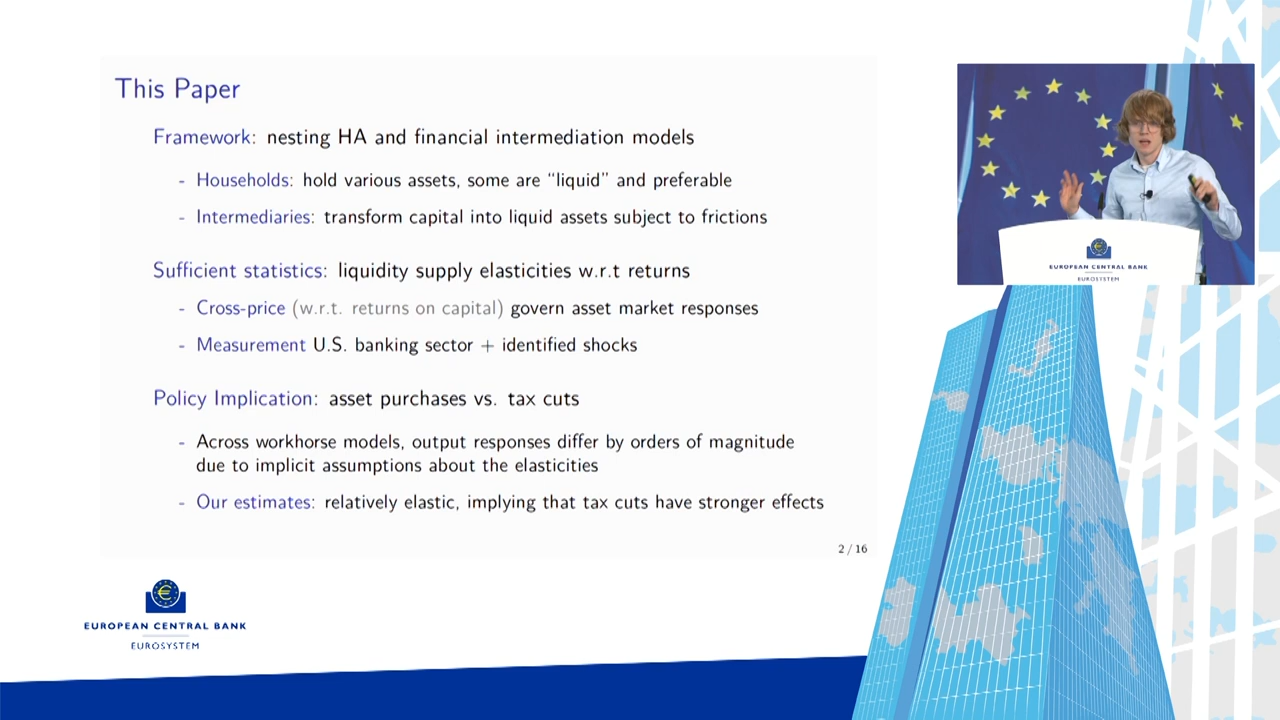 This Paper
Framework: nesting HA and financial intermediation models
- Households: hold various assets, some are “liquid” and preferable
- Intermediaries: transform capital into liquid assets subject to frictions
Sufficient statistics: liquidity supply elasticities w.r.t returns
- Cross-price (w.r.t. returns on capital) govern asset market responses
- Measurement U.S. banking sector + identified shocks
Policy Implication: asset purchases vs. tax cuts
- Across workhorse models, output responses differ by orders of magnitude
due to implicit assumptions about the elasticities
- Our estimates: relatively elastic, implying that tax cuts have stronger effects
2 / 16
EUROPEAN CENTRAL BANK
EUROSYSTEM
EUROPEAN CENTRAL BANK
EUROSYSTEM